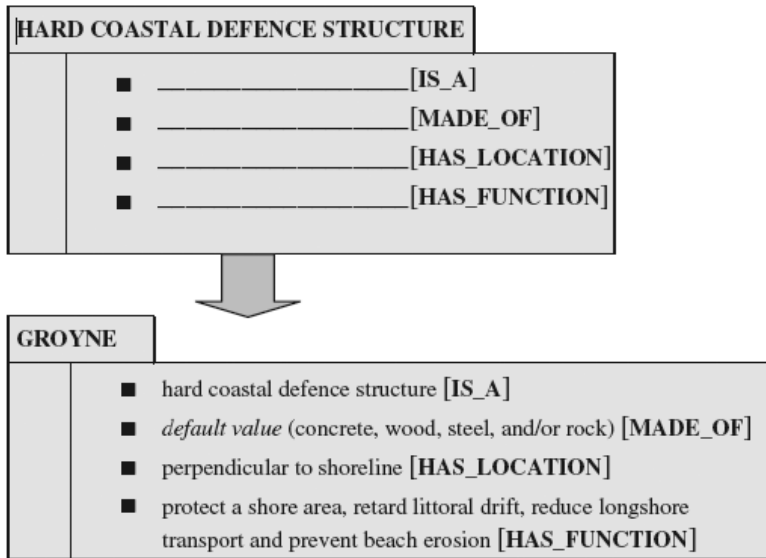 HARD COASTAL DEFENCE STRUCTURE
■ ____________________[IS_A]
■ ____________________[MADE_OF]
■ ____________________[HAS_LOCATION]
■ ____________________[HAS_FUNCTION]
GROYNE
■ hard coastal defence structure [IS_A]
■ default value (concrete, wood, steel, and/or rock) [MADE_OF]
■ perpendicular to shoreline [HAS_LOCATION]
■ protect a shore area, retard littoral drift, reduce longshore
transport and prevent beach erosion [HAS_FUNCTION]